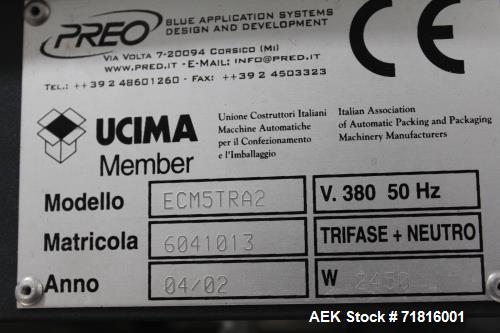 PREO
BLUE APPLICATION SYSTEMS
DESIGN AND DEVELOPMENT
VIA VOLTA 7-20094 CORSICO (MI)
WWW.PRED.IT - E-MAIL: INFO@PRED.IT
TEL.: ++39 2 48601260 - FAX: ++39 2 4503323
CE
UCIMA
Member
Unione Costruttori Italiani
Macchine Automatiche
per il Confezionamento
e l'Imballaggio
Italian Association
of Automatic Packing and Packaging
Machinery Manufacturers
Modello ECM5TRA2 V. 380 50 Hz
Matricola 6041013 TRIFASE + NEUTRO
Anno 04/02 W 2450
AEK Stock # 71816001